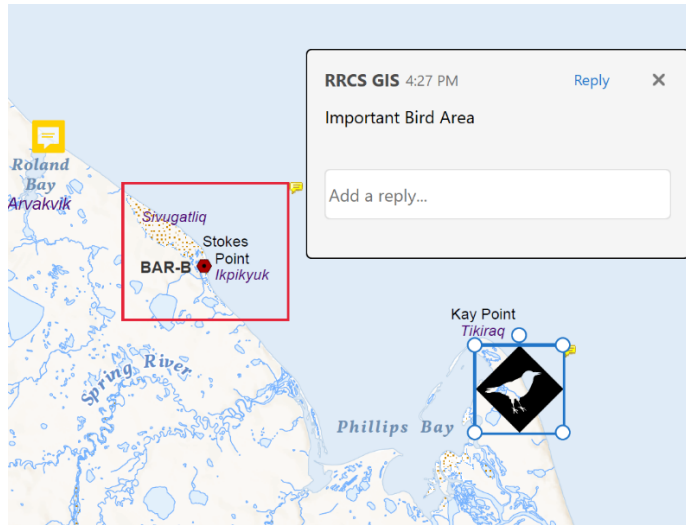 RRCS GIS 4:27 PM Reply
Important Bird Area
Add a reply...
Roland
Bay
Arvakvik
Sivugatliq
Stokes
Point
BAR-B
Ikpikyuk
Kay Point
Tikiraq
Spring River
Phillips Bay